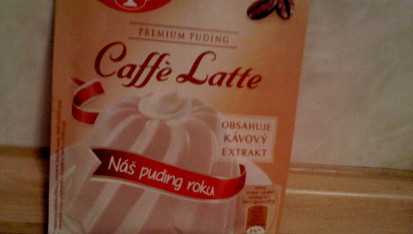 PREMIUM PUDING
Caffè Latte
OBSAHUJE
KÁVOVÝ
EXTRAKT
Náš puding roku